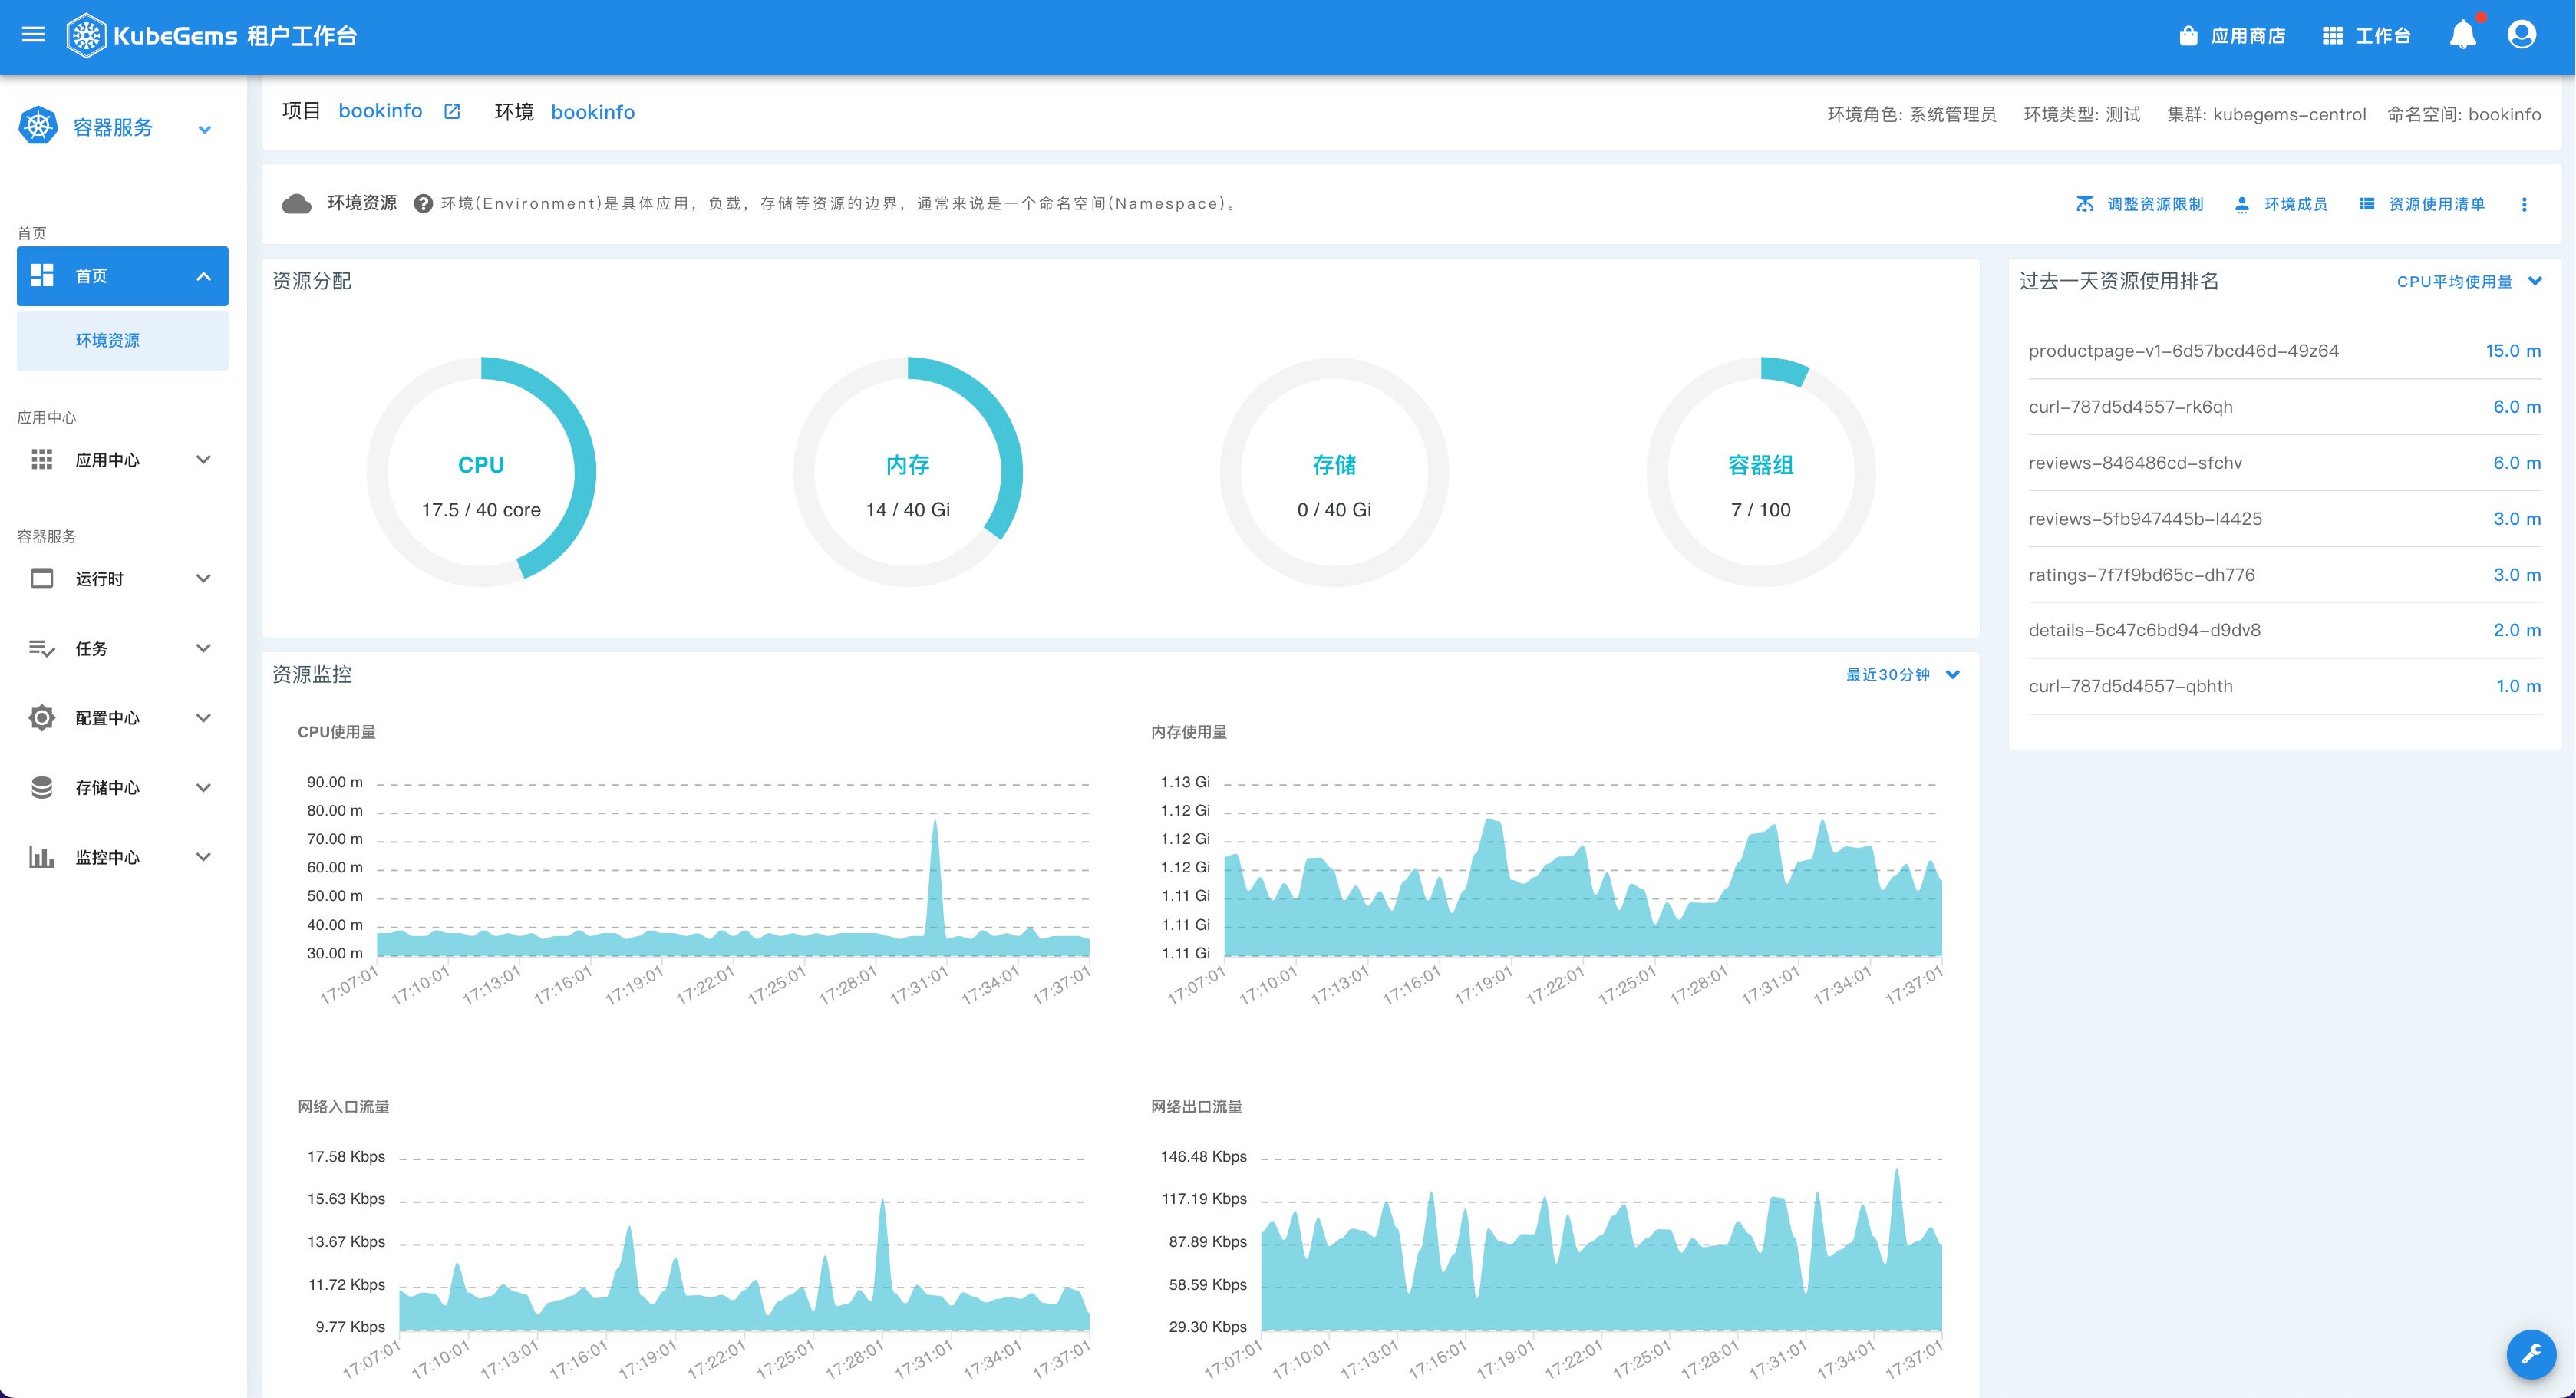 KubeGems 租户工作台
应用商店 工作台
容器服务
首页
首页
环境资源
应用中心
应用中心
容器服务
运行时
任务
配置中心
存储中心
监控中心
项目 bookinfo 环境 bookinfo
环境角色: 系统管理员 环境类型: 测试 集群: kubegems-centrol 命名空间: bookinfo
环境资源 环境(Environment)是具体应用，负载，存储等资源的边界，通常来说是一个命名空间(Namespace)。
调整资源限制 环境成员 资源使用清单
资源分配
CPU
17.5 / 40 core
内存
14 / 40 Gi
存储
0 / 40 Gi
容器组
7 / 100
过去一天资源使用排名 CPU平均使用量
productpage-v1-6d57bcd46d-49z64 15.0 m
curl-787d5d4557-rk6qh 6.0 m
reviews-846486cd-sfchv 6.0 m
reviews-5fb947445b-l4425 3.0 m
ratings-7f7f9bd65c-dh776 3.0 m
details-5c47c6bd94-d9dv8 2.0 m
curl-787d5d4557-qbhth 1.0 m
资源监控 最近30分钟
CPU使用量
90.00 m
80.00 m
70.00 m
60.00 m
50.00 m
40.00 m
30.00 m
17:07:01 17:10:01 17:13:01 17:16:01 17:19:01 17:22:01 17:25:01 17:28:01 17:31:01 17:34:01 17:37:01
内存使用量
1.13 Gi
1.12 Gi
1.12 Gi
1.12 Gi
1.11 Gi
1.11 Gi
1.11 Gi
17:07:01 17:10:01 17:13:01 17:16:01 17:19:01 17:22:01 17:25:01 17:28:01 17:31:01 17:34:01 17:37:01
网络入口流量
17.58 Kbps
15.63 Kbps
13.67 Kbps
11.72 Kbps
9.77 Kbps
17:07:01 17:10:01 17:13:01 17:16:01 17:19:01 17:22:01 17:25:01 17:28:01 17:31:01 17:34:01 17:37:01
网络出口流量
146.48 Kbps
117.19 Kbps
87.89 Kbps
58.59 Kbps
29.30 Kbps
17:07:01 17:10:01 17:13:01 17:16:01 17:19:01 17:22:01 17:25:01 17:28:01 17:31:01 17:34:01 17:37:01